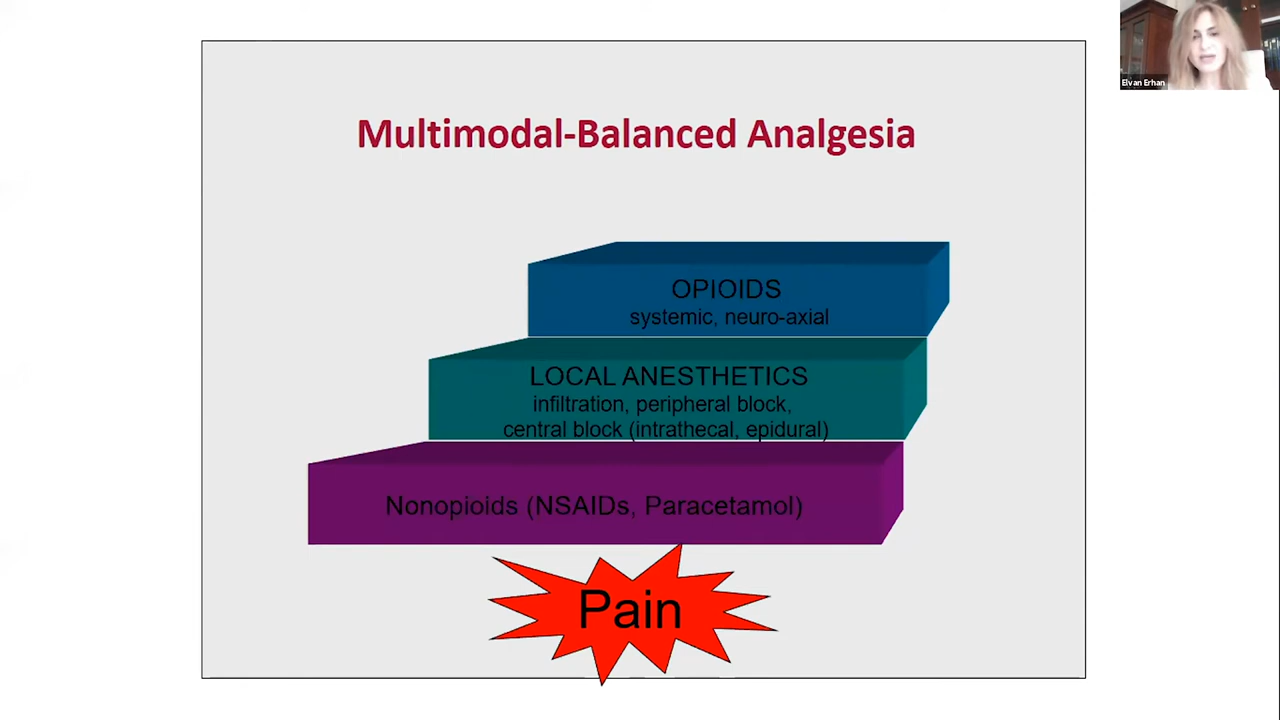 Elvan Erhan
Multimodal-Balanced Analgesia
OPIOIDS
systemic, neuro-axial
LOCAL ANESTHETICS
infiltration, peripheral block,
central block (intrathecal, epidural)
Nonopioids (NSAIDs, Paracetamol)
Pain